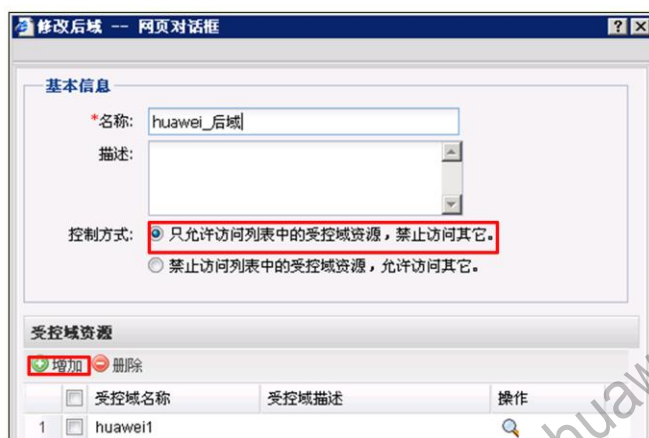 修改后域 -- 网页对话框
基本信息
*名称: huawei_后域
描述:
控制方式: 只允许访问列表中的受控域资源，禁止访问其它。
禁止访问列表中的受控域资源，允许访问其它。
受控域资源
增加 删除
受控域名称 受控域描述 操作
1 huawei1
huaw